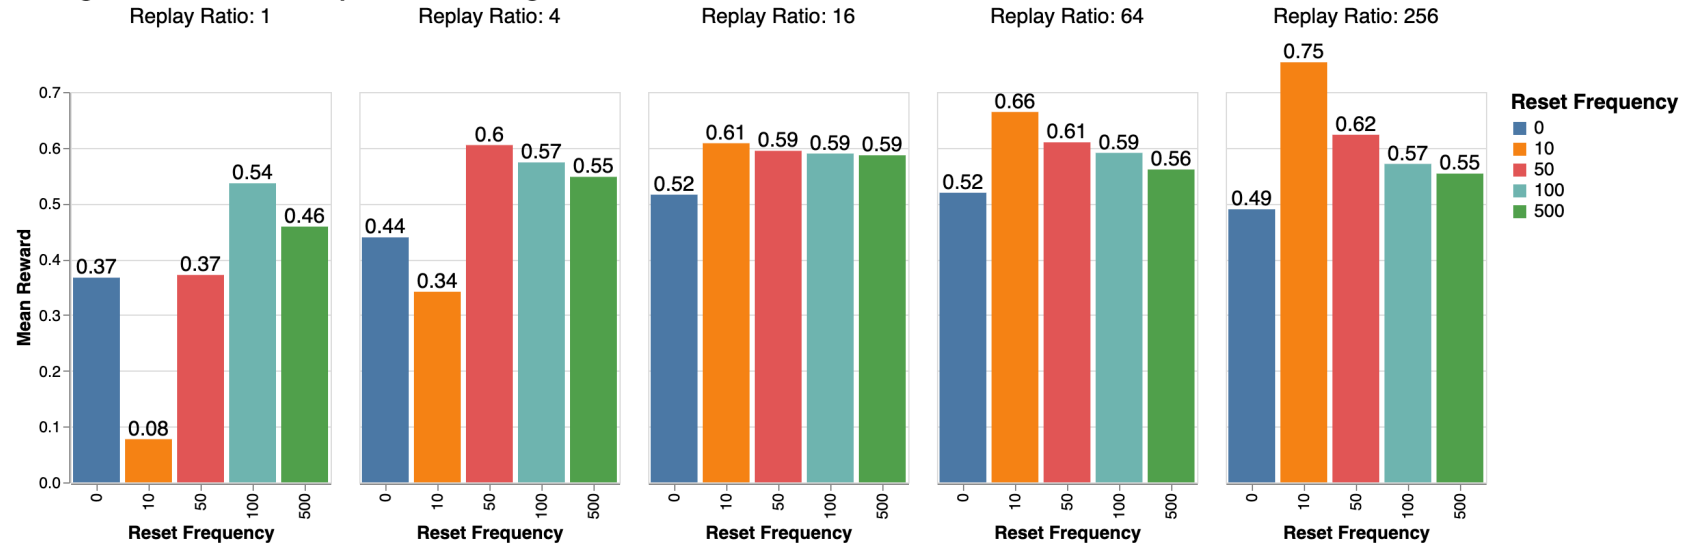 Replay Ratio: 1
Replay Ratio: 4
Replay Ratio: 16
Replay Ratio: 64
Replay Ratio: 256
Mean Reward
0.7
0.6
0.5
0.4
0.3
0.2
0.1
0.0
0.37
0.08
0.37
0.54
0.46
0 10 50 100 500
Reset Frequency
0.44
0.34
0.6
0.57
0.55
0 10 50 100 500
Reset Frequency
0.52
0.61
0.59
0.59
0.59
0 10 50 100 500
Reset Frequency
0.52
0.66
0.61
0.59
0.56
0 10 50 100 500
Reset Frequency
0.49
0.75
0.62
0.57
0.55
0 10 50 100 500
Reset Frequency
Reset Frequency
0
10
50
100
500